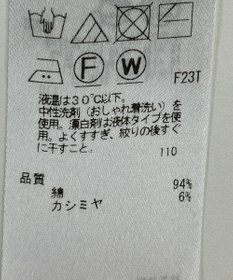 F
W
F23T
液温は30℃以下。
中性洗剤(おしゃれ着洗い)を
使用。漂白剤は液体タイプを使
用。よくすすぎ、絞りの後すぐ
に干すこと。
110
品質
綿 94%
カシミヤ 6%